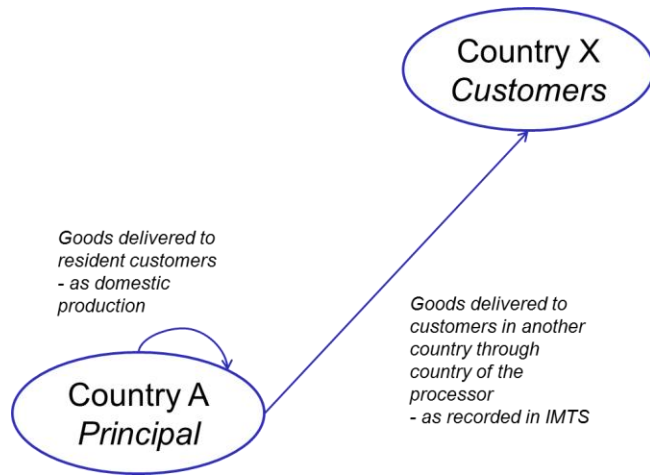 Country X
Customers
Goods delivered to
resident customers
- as domestic
production
Goods delivered to
customers in another
country through
country of the
processor
- as recorded in IMTS
Country A
Principal